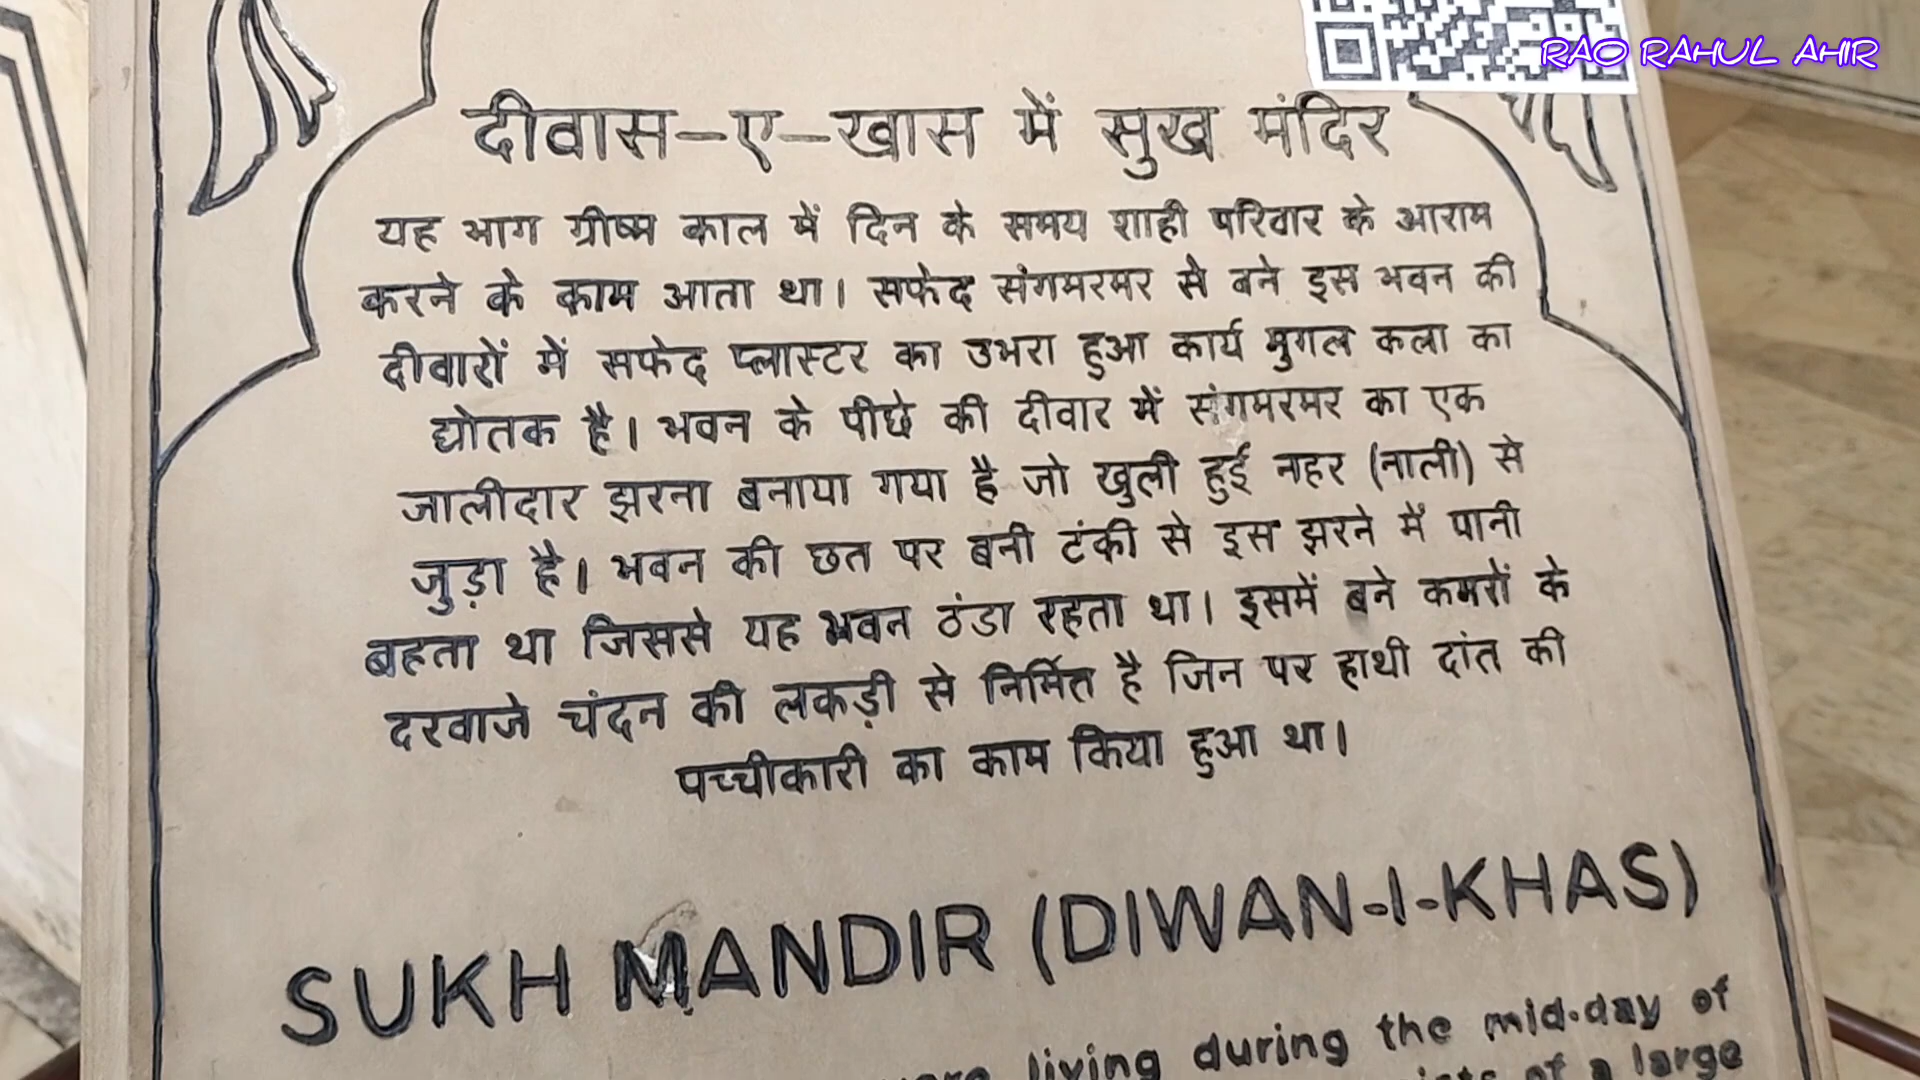 RAO RAHUL AHIR
दीवास-ए-खास में सुख मंदिर
यह भाग ग्रीष्म काल में दिन के समय शाही परिवार के आराम
करने के काम आता था। सफेद संगमरमर से बने इस भवन की
दीवारों में सफेद प्लास्टर का उभरा हुआ कार्य मुगल कला का
द्योतक है। भवन के पीछे की दीवार में संगमरमर का एक
जालीदार झरना बनाया गया है जो खुली हुई नहर (नाली) से
जुड़ा है। भवन की छत पर बनी टंकी से इस झरने में पानी
बहता था जिससे यह भवन ठंडा रहता था। इसमें बने कमरों के
दरवाजे चंदन की लकड़ी से निर्मित है जिन पर हाथी दांत की
पच्चीकारी का काम किया हुआ था।
SUKH MANDIR (DIWAN-I-KHAS)
living during the mid-day of
of a large